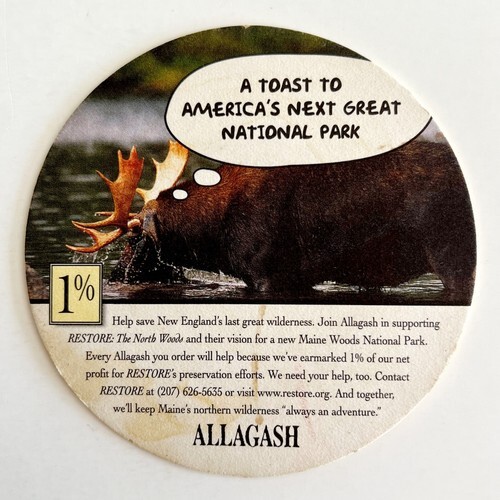 A TOAST TO
AMERICA'S NEXT GREAT
NATIONAL PARK
1%
Help save New England's last great wilderness. Join Allagash in supporting
RESTORE: The North Woods and their vision for a new Maine Woods National Park.
Every Allagash you order will help because we've earmarked 1% of our net
profit for RESTORE's preservation efforts. We need your help, too. Contact
RESTORE at (207) 626-5635 or visit www.restore.org. And together,
we'll keep Maine's northern wilderness "always an adventure."
ALLAGASH